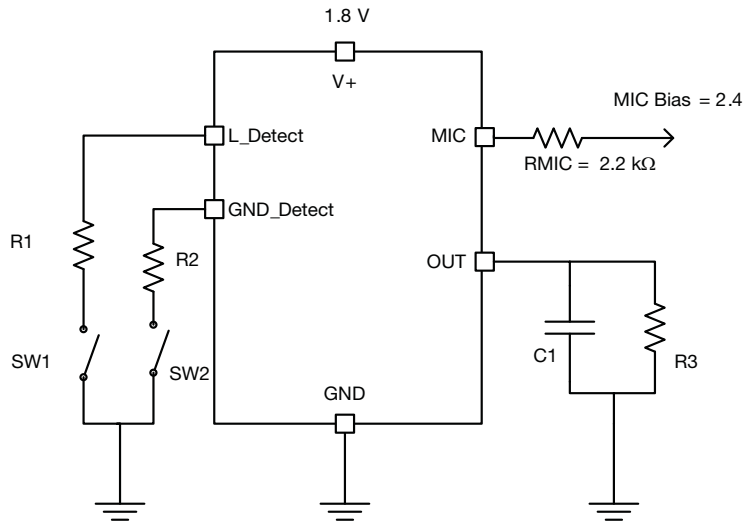 1.8 V
V+
MIC Bias = 2.4
L_Detect
MIC
RMIC = 2.2 kΩ
GND_Detect
R1
R2
OUT
SW1
SW2
C1
R3
GND